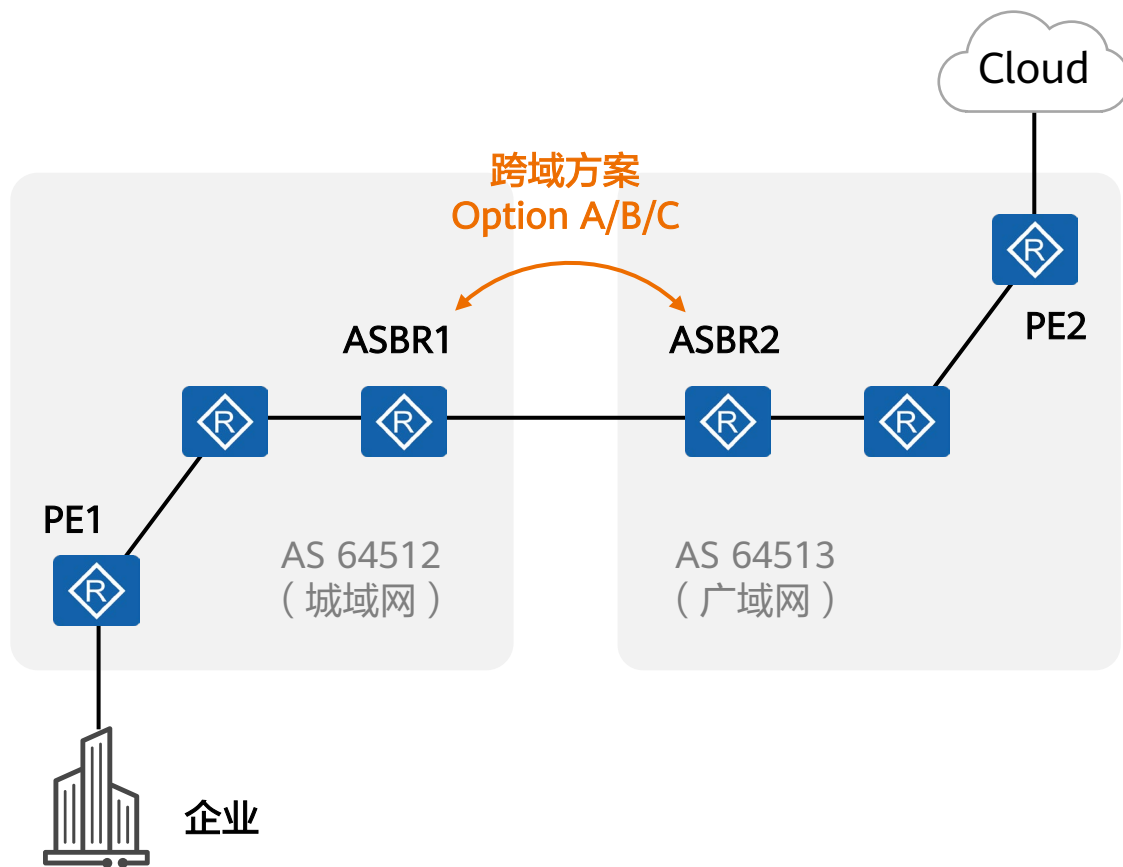 Cloud
跨域方案
Option A/B/C
ASBR1
ASBR2
PE2
R
R
R
R
R
PE1
R
AS 64512
（城域网）
AS 64513
（广域网）
企业